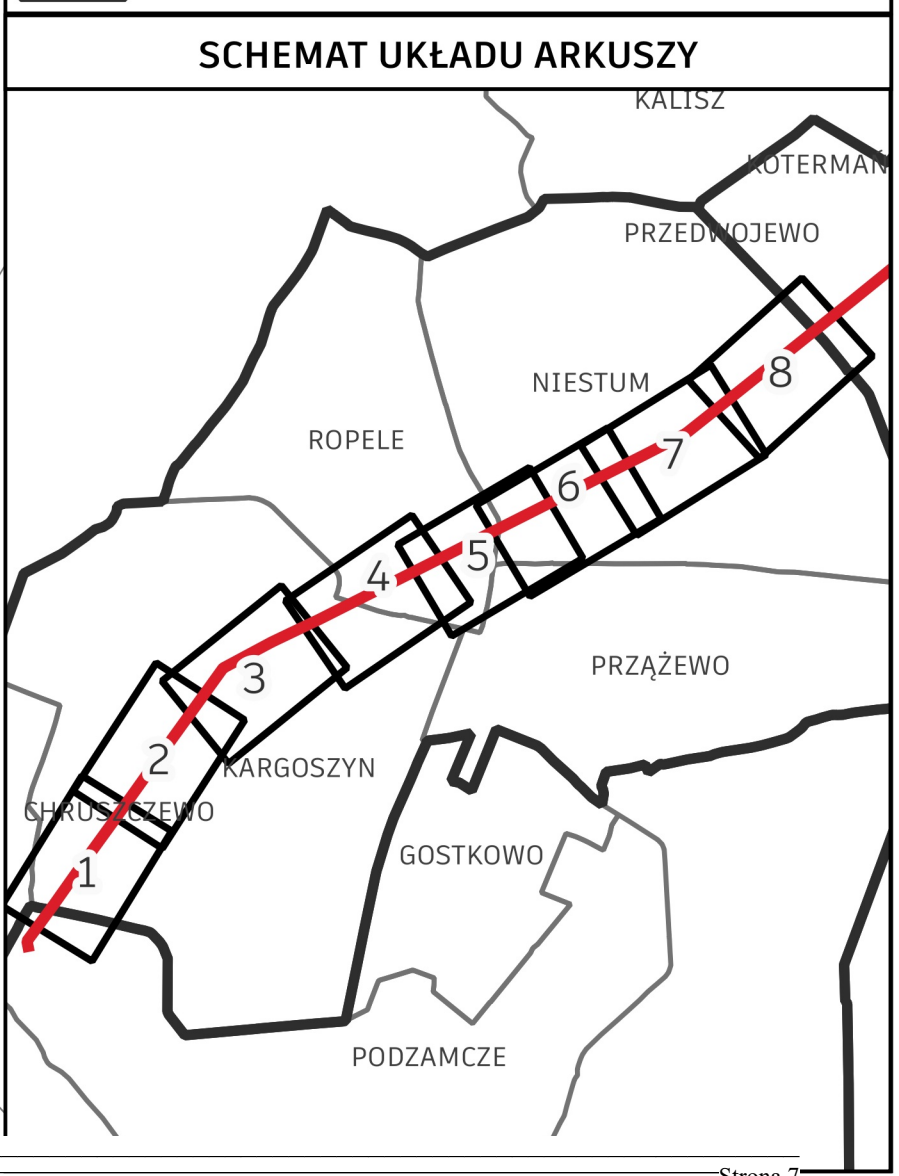 SCHEMAT UKŁADU ARKUSZY
KALISZ
KOTERMAŃ
PRZEDWOJEWO
8
NIESTUM
ROPELE
7
6
5
4
PRZĄŻEWO
3
2
KARGOSZYN
CHRUSZCZEWO
GOSTKOWO
1
PODZAMCZE
Strona 7